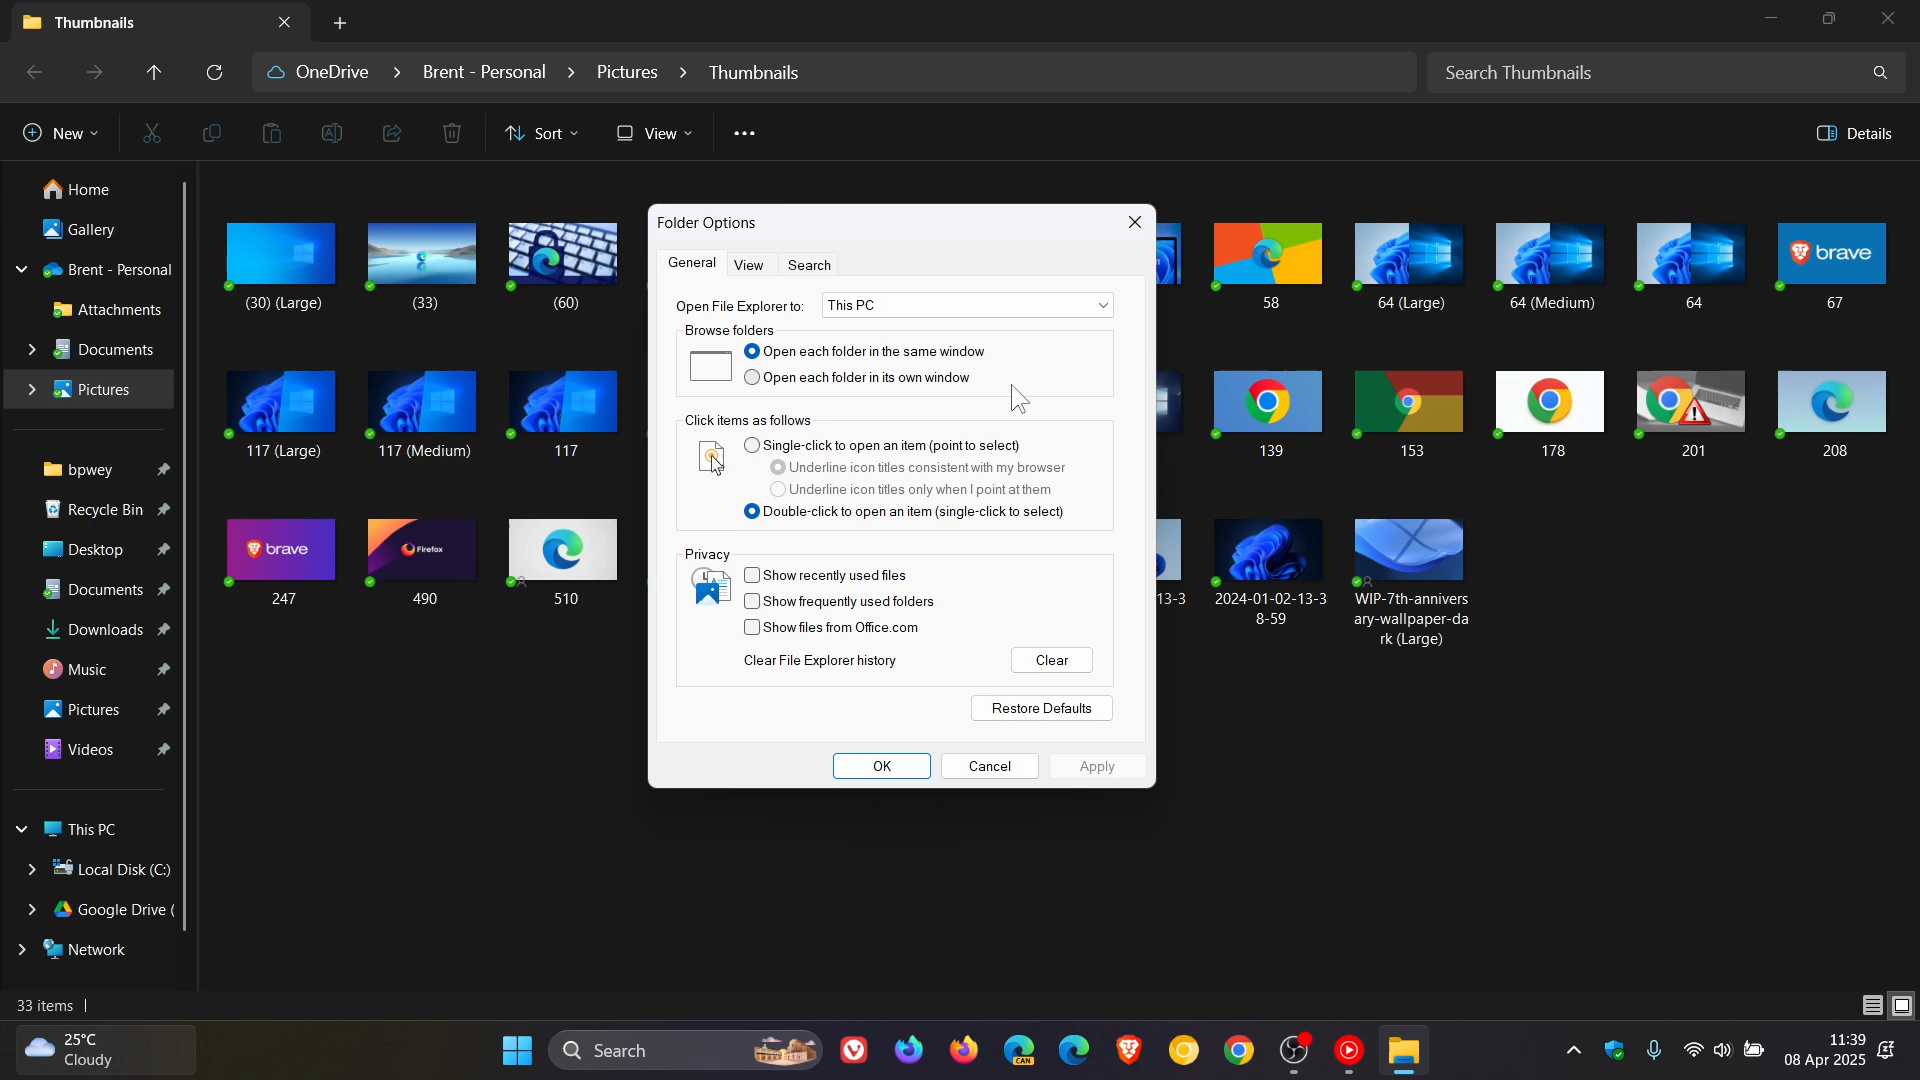 Thumbnails
OneDrive > Brent - Personal > Pictures > Thumbnails
Search Thumbnails
New
Sort
View
Details
Home
Gallery
Brent - Personal
Attachments
Documents
Pictures
bpwey
Recycle Bin
Desktop
Documents
Downloads
Music
Pictures
Videos
This PC
Local Disk (C:)
Google Drive (
Network
(30) (Large)
(33)
(60)
58
64 (Large)
64 (Medium)
64
brave
67
117 (Large)
117 (Medium)
117
139
153
178
201
208
brave
247
Firefox
490
510
13-3
2024-01-02-13-3
8-59
WIP-7th-annivers
ary-wallpaper-da
rk (Large)
Folder Options
General
View
Search
Open File Explorer to:
This PC
Browse folders
Open each folder in the same window
Open each folder in its own window
Click items as follows
Single-click to open an item (point to select)
Underline icon titles consistent with my browser
Underline icon titles only when I point at them
Double-click to open an item (single-click to select)
Privacy
Show recently used files
Show frequently used folders
Show files from Office.com
Clear File Explorer history
Clear
Restore Defaults
OK
Cancel
Apply
33 items
25°C
Cloudy
Search
CAN
11:39
08 Apr 2025